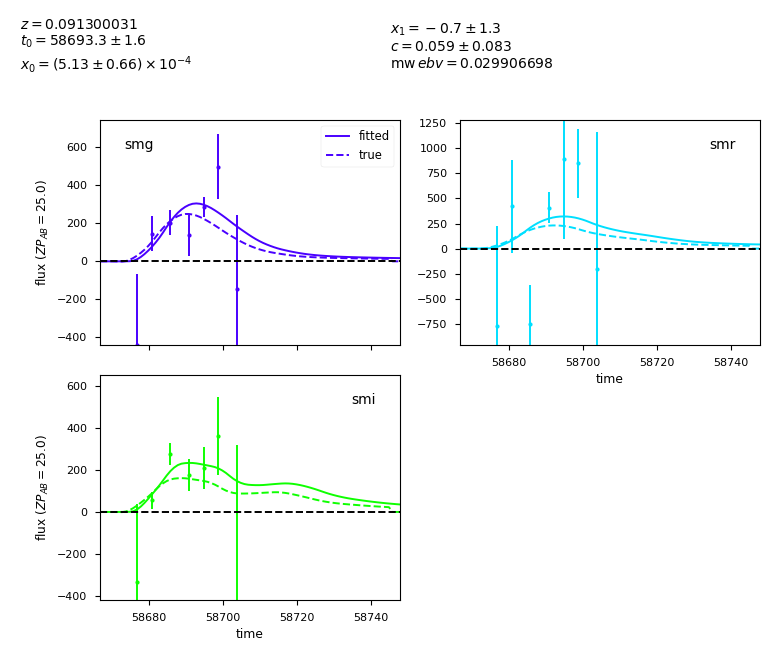 z = 0.091300031
t₀ = 58693.3 ± 1.6
x₀ = (5.13 ± 0.66) × 10⁻⁴
x₁ = −0.7 ± 1.3
c = 0.059 ± 0.083
mw ebv = 0.029906698
smg
fitted
true
600
400
200
0
−200
−400
flux (ZP_AB = 25.0)
smr
1250
1000
750
500
250
0
−250
−500
−750
58680 58700 58720 58740
time
smi
600
400
200
0
−200
−400
flux (ZP_AB = 25.0)
58680 58700 58720 58740
time